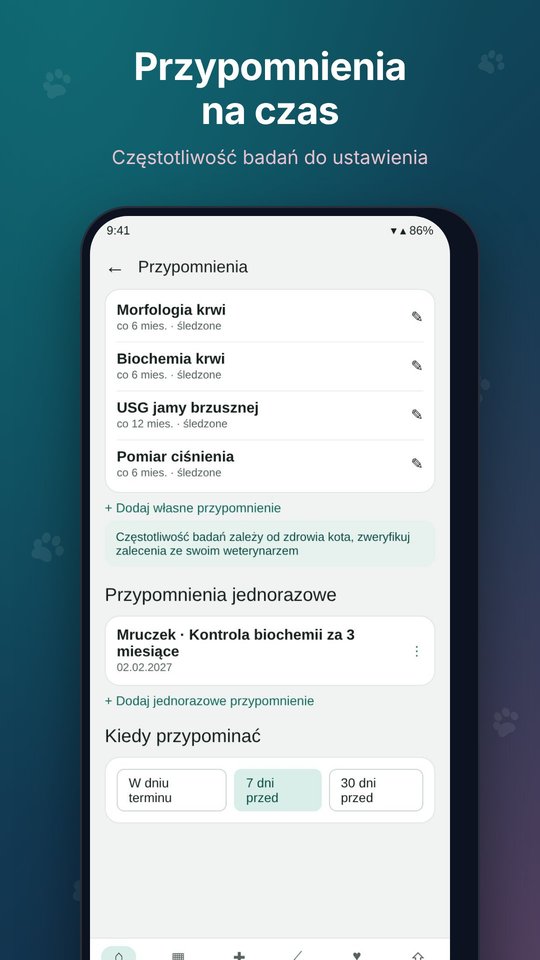 Przypomnienia
na czas
Częstotliwość badań do ustawienia
9:41
86%
← Przypomnienia
Morfologia krwi
co 6 mies. · śledzone
Biochemia krwi
co 6 mies. · śledzone
USG jamy brzusznej
co 12 mies. · śledzone
Pomiar ciśnienia
co 6 mies. · śledzone
+ Dodaj własne przypomnienie
Częstotliwość badań zależy od zdrowia kota, zweryfikuj
zalecenia ze swoim weterynarzem
Przypomnienia jednorazowe
Mruczek · Kontrola biochemii za 3
miesiące
02.02.2027
+ Dodaj jednorazowe przypomnienie
Kiedy przypominać
W dniu
terminu
7 dni
przed
30 dni
przed